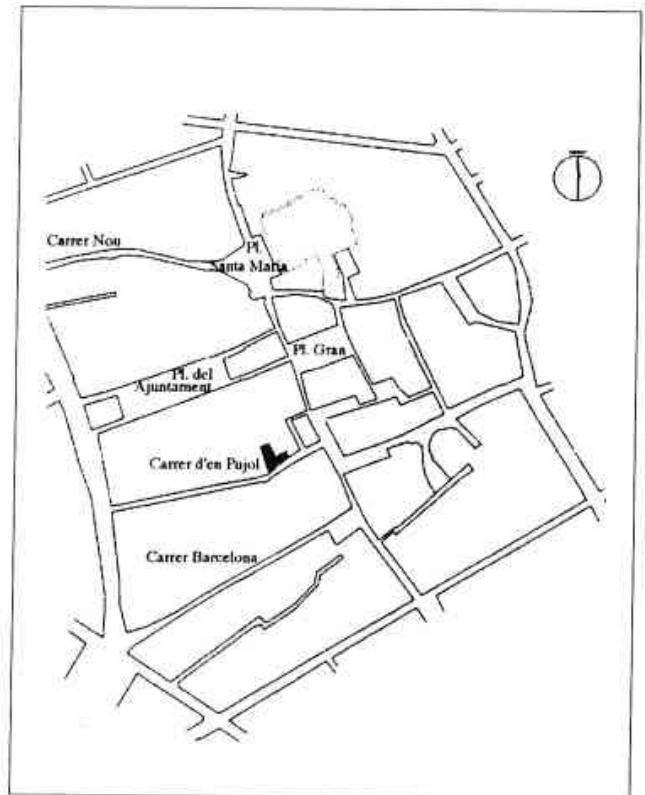 Carrer Nou
Pl.
Santa Maria
Pl. Gran
Pl. del
Ajuntament
Carrer d'en Pujol
Carrer Barcelona